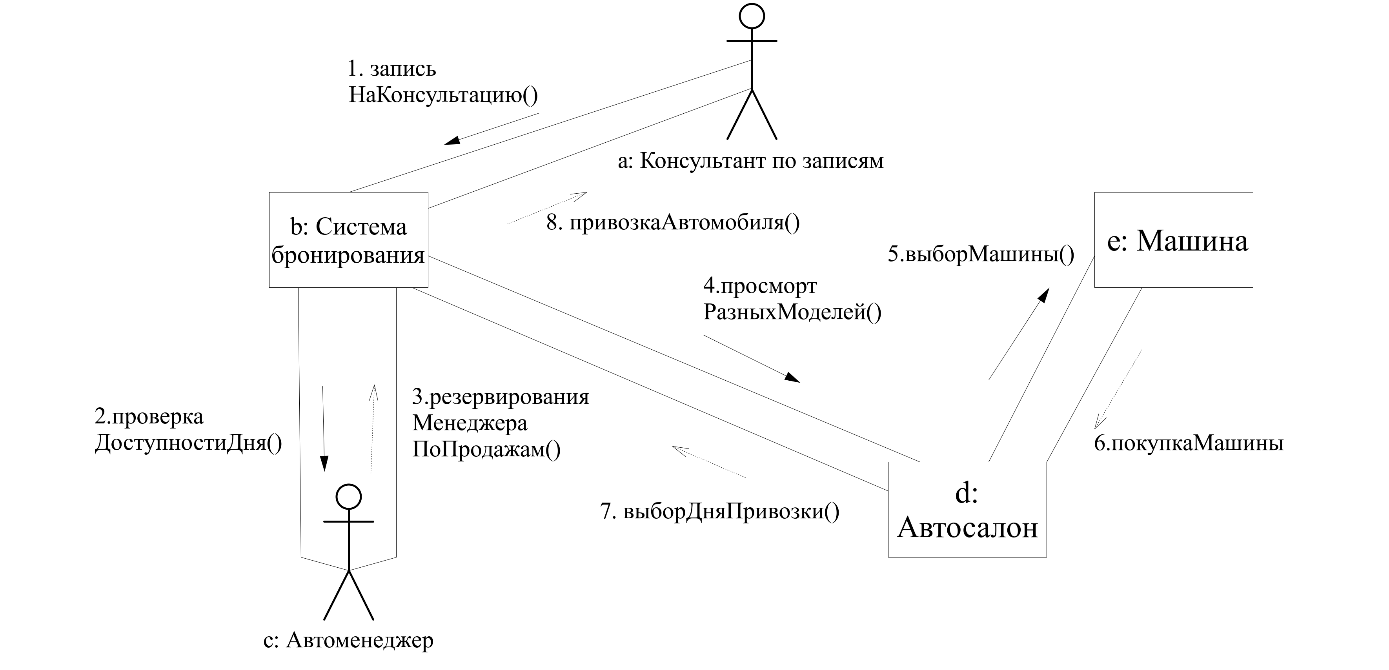 1. запись
НаКонсультацию()
a: Консультант по записям
b: Система
бронирования
8. привозкаАвтомобиля()
5.выборМашины()
e: Машина
4.просморт
РазныхМоделей()
2.проверка
ДоступностиДня()
3.резервирования
Менеджера
ПоПродажам()
6.покупкаМашины
7. выборДняПривозки()
d:
Автосалон
c: Автоменеджер